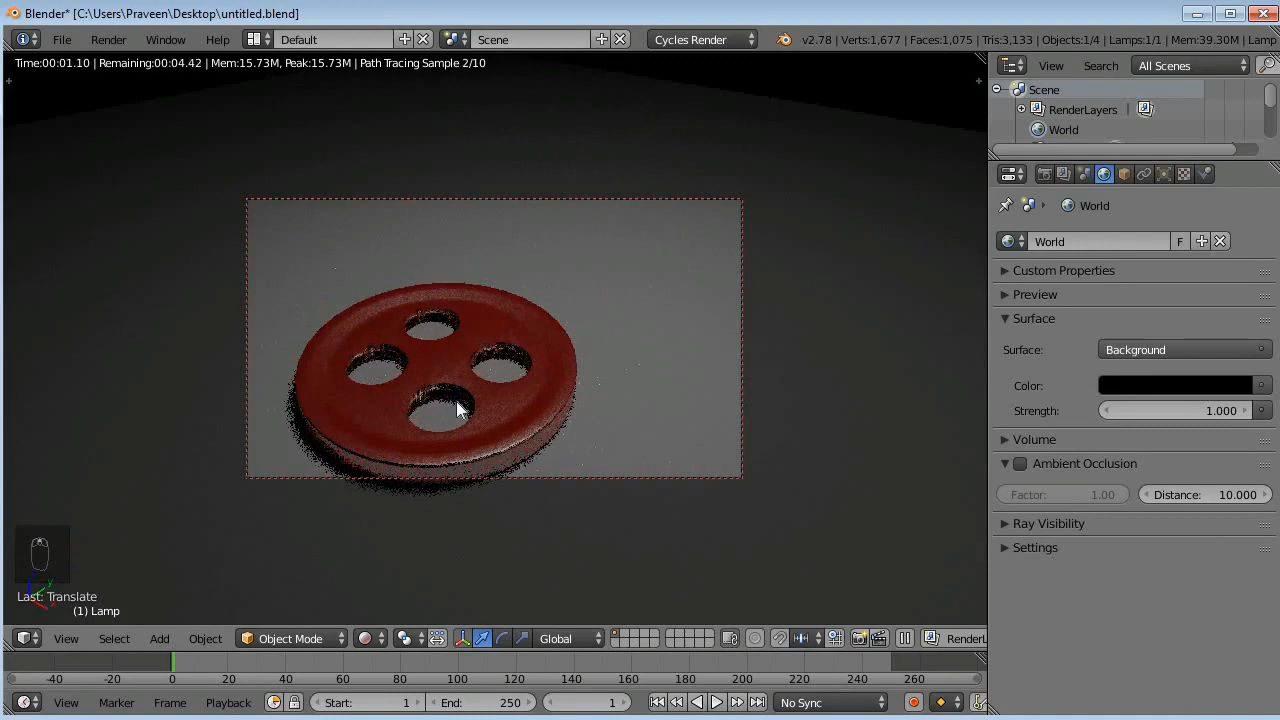 Blender* [C:\Users\Praveen\Desktop\untitled.blend]
File Render Window Help Default Scene Cycles Render v2.78 | Verts:1,677 | Faces:1,075 | Tris:3,133 | Objects:1/4 | Lamps:1/1 | Mem:39.30M | Lamp
Time:00:01.10 | Remaining:00:04.42 | Mem:15.73M, Peak:15.73M | Path Tracing Sample 2/10
View Search All Scenes
Scene
RenderLayers
World
World
World F
Custom Properties
Preview
Surface
Surface: Background
Color:
Strength: 1.000
Volume
Ambient Occlusion
Factor: 1.00 Distance: 10.000
Ray Visibility
Settings
Last: Translate
(1) Lamp
View Select Add Object Object Mode Global RenderL
-40 -20 0 20 40 60 80 100 120 140 160 180 200 220 240 260
View Marker Frame Playback Start: 1 End: 250 1 No Sync